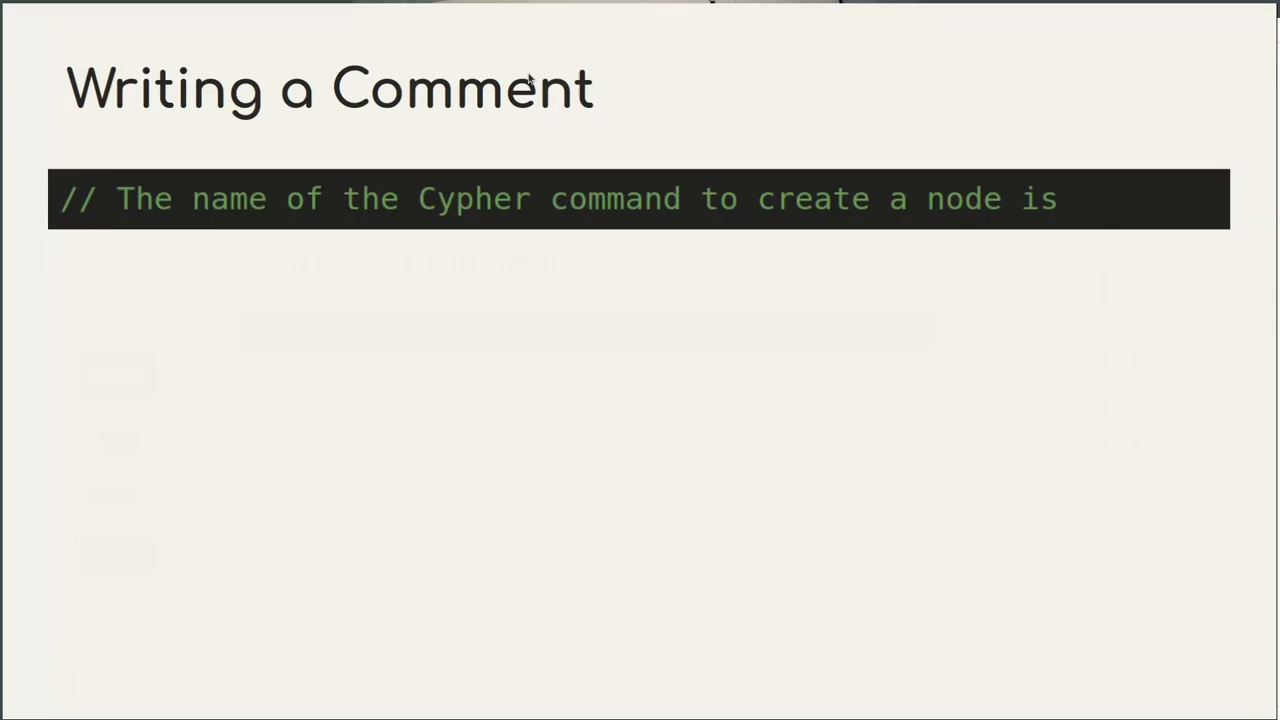 Writing a Comment
// The name of the Cypher command to create a node is